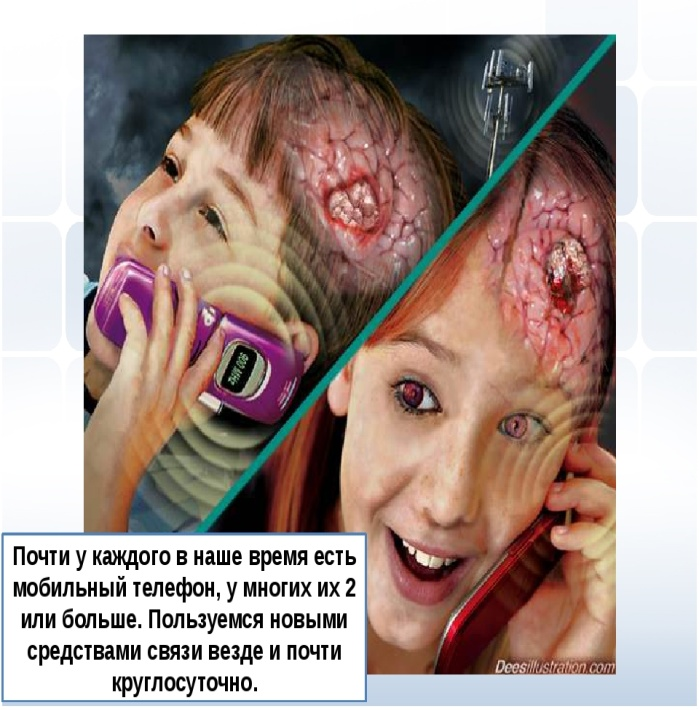 Deesillustration.com
Почти у каждого в наше время есть
мобильный телефон, у многих их 2
или больше. Пользуемся новыми
средствами связи везде и почти
круглосуточно.